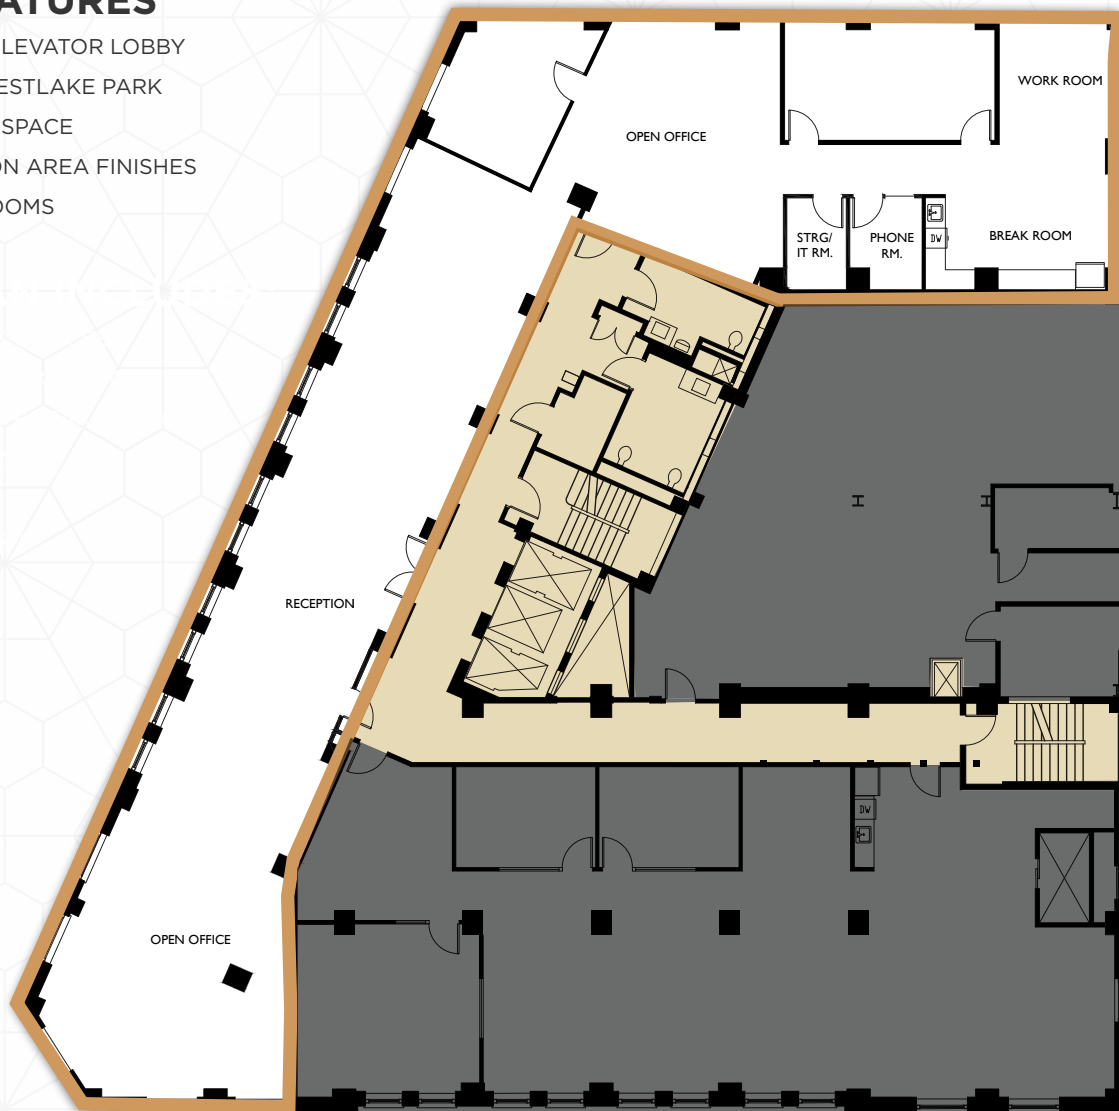 ATURES
LEVATOR LOBBY
ESTLAKE PARK
SPACE
ON AREA FINISHES
OOMS
WORK ROOM
OPEN OFFICE
STRG/
IT RM.
PHONE
RM.
DW
BREAK ROOM
RECEPTION
DW
OPEN OFFICE